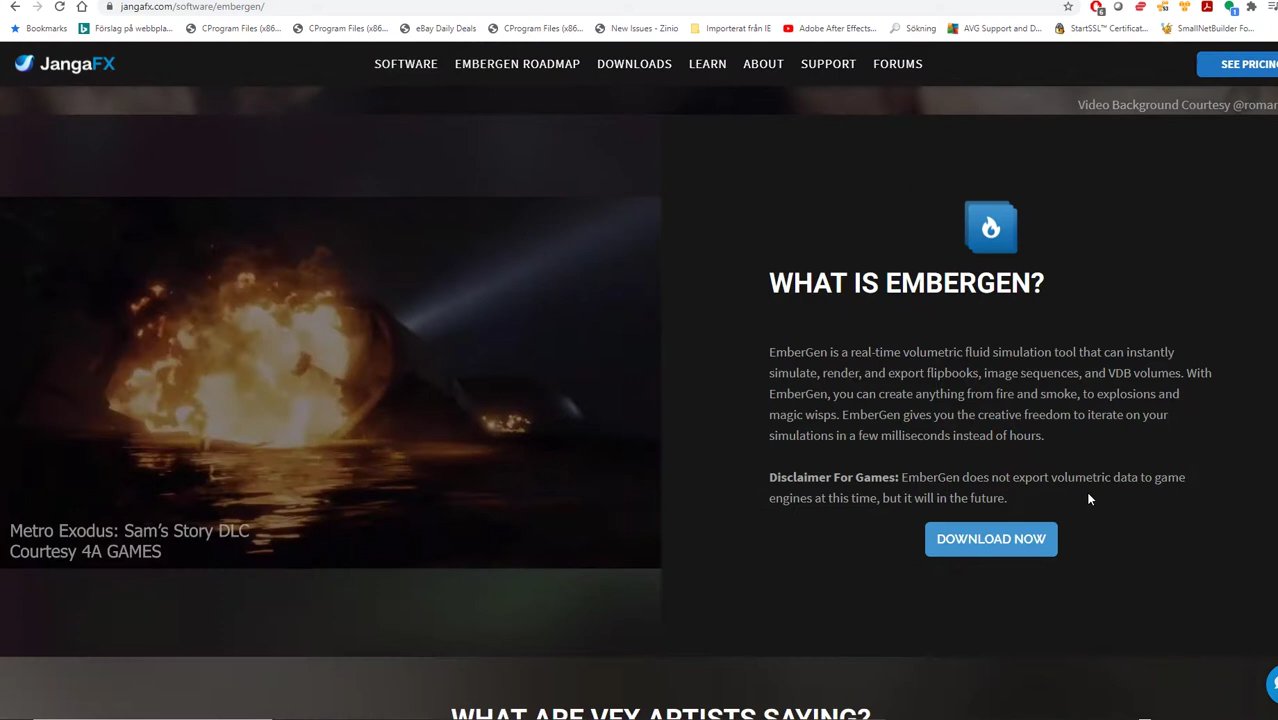 jangafx.com/software/embergen/
Bookmarks Förslag på webbpla... CProgram Files (x86... CProgram Files (x86... eBay Daily Deals CProgram Files (x86... New Issues - Zinio Importerat från IE Adobe After Effects... Sökning AVG Support and D... StartSSL™ Certificat... SmallNetBuilder Fo...
JangaFX SOFTWARE EMBERGEN ROADMAP DOWNLOADS LEARN ABOUT SUPPORT FORUMS SEE PRICING
Video Background Courtesy @roman
WHAT IS EMBERGEN?
EmberGen is a real-time volumetric fluid simulation tool that can instantly
simulate, render, and export flipbooks, image sequences, and VDB volumes. With
EmberGen, you can create anything from fire and smoke, to explosions and
magic wisps. EmberGen gives you the creative freedom to iterate on your
simulations in a few milliseconds instead of hours.
Disclaimer For Games: EmberGen does not export volumetric data to game
engines at this time, but it will in the future.
DOWNLOAD NOW
Metro Exodus: Sam's Story DLC
Courtesy 4A GAMES
WHAT ARE VFX ARTISTS SAYING?